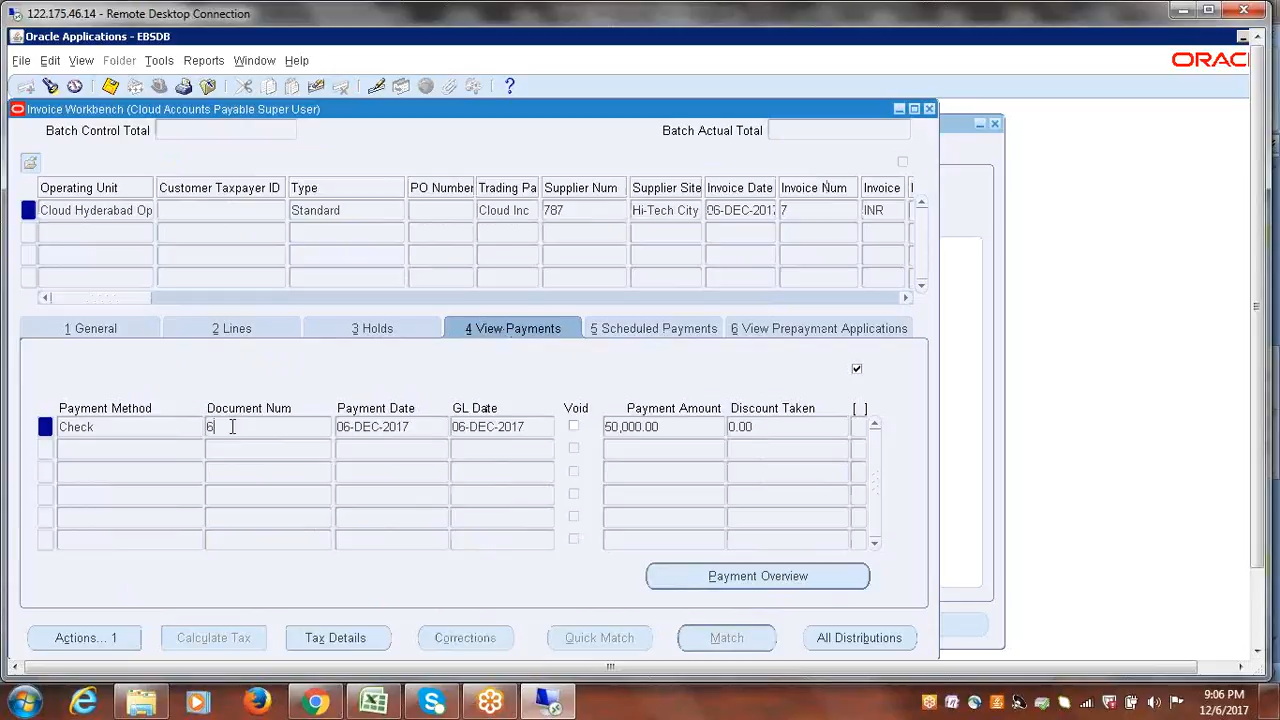 122.175.46.14 - Remote Desktop Connection
Oracle Applications - EBSDB
File Edit View Folder Tools Reports Window Help
ORAC
Invoice Workbench (Cloud Accounts Payable Super User)
Batch Control Total
Batch Actual Total
Operating Unit Customer Taxpayer ID Type PO Number Trading Pa Supplier Num Supplier Site Invoice Date Invoice Num Invoice
Cloud Hyderabad Op Standard Cloud Inc 787 Hi-Tech City 06-DEC-2017 7 INR
1 General 2 Lines 3 Holds 4 View Payments 5 Scheduled Payments 6 View Prepayment Applications
Payment Method Document Num Payment Date GL Date Void Payment Amount Discount Taken [ ]
Check 6 06-DEC-2017 06-DEC-2017 50,000.00 0.00
Payment Overview
Actions... 1 Calculate Tax Tax Details Corrections Quick Match Match All Distributions
9:06 PM
12/6/2017